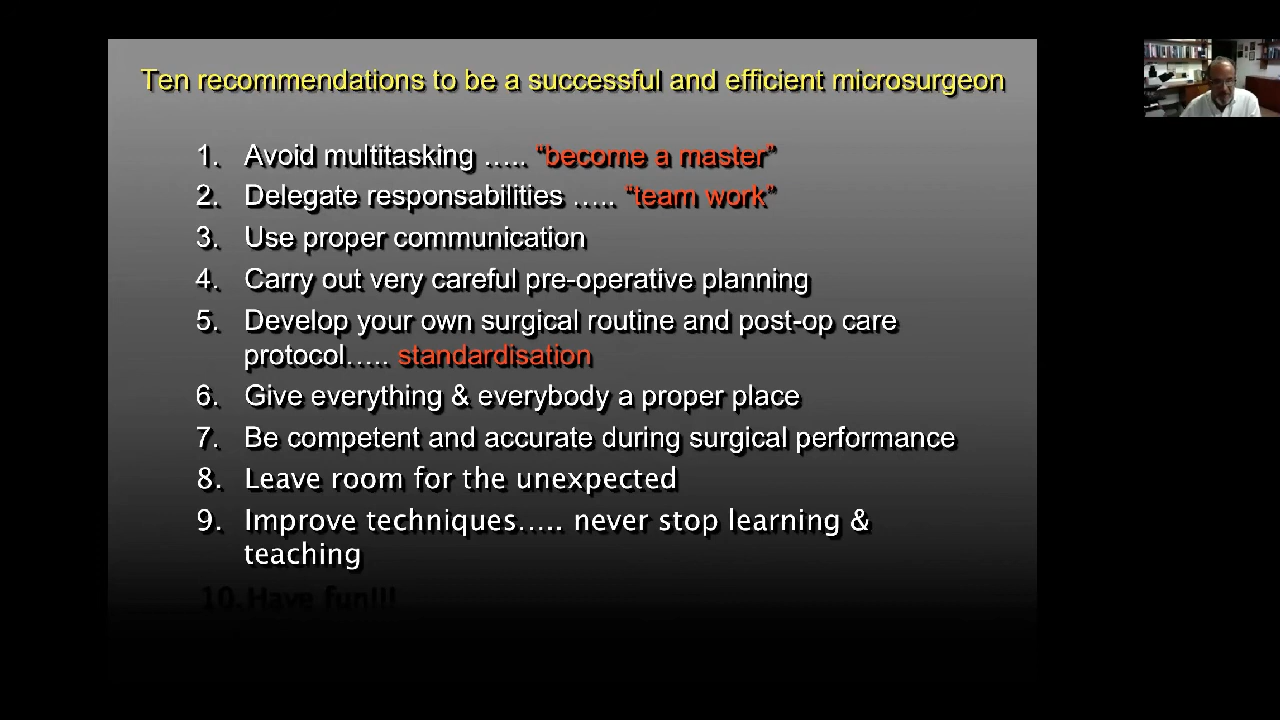 Ten recommendations to be a successful and efficient microsurgeon
1. Avoid multitasking ….. “become a master”
2. Delegate responsabilities ….. “team work”
3. Use proper communication
4. Carry out very careful pre-operative planning
5. Develop your own surgical routine and post-op care
protocol….. standardisation
6. Give everything & everybody a proper place
7. Be competent and accurate during surgical performance
8. Leave room for the unexpected
9. Improve techniques….. never stop learning &
teaching
10. Have fun!!!